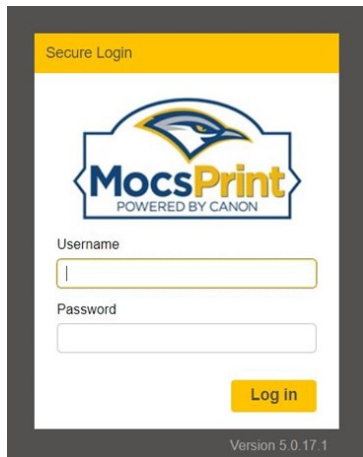 Secure Login
MocsPrint
POWERED BY CANON
Username
Password
Log in
Version 5.0.17.1